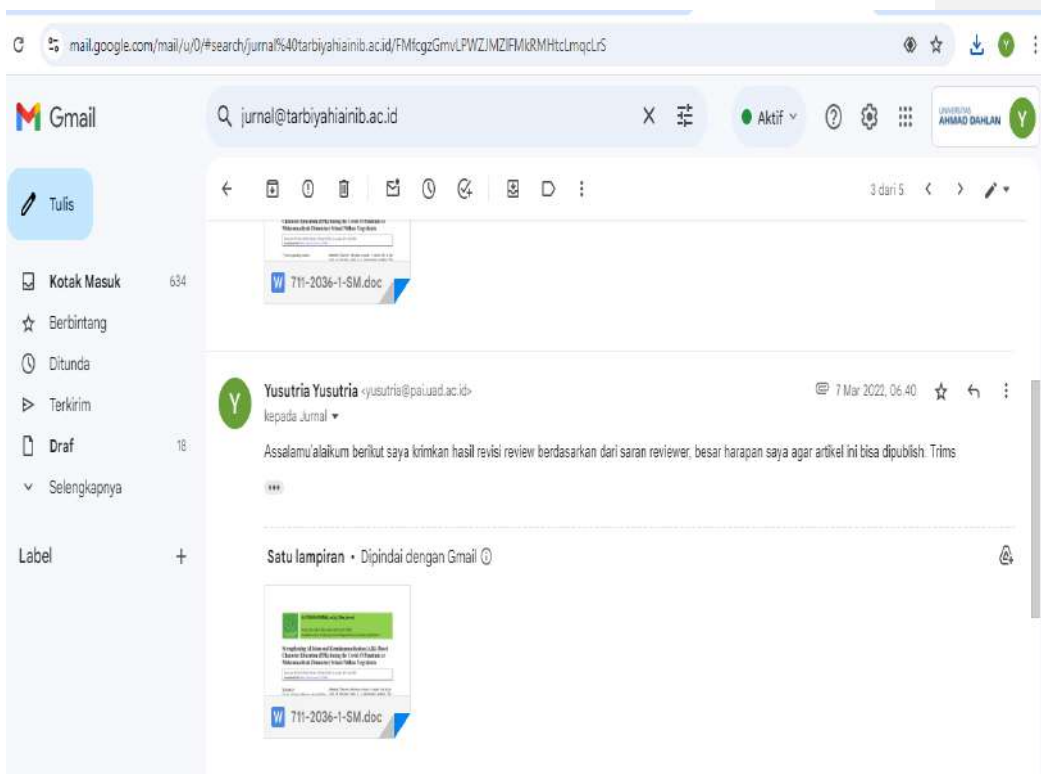 mail.google.com/mail/u/0/#search/jurnal%40tarbiyahiainib.ac.id/FMfcgzGmvLPWZJMZlFMkRMHtcLmqcLrS
Y
Gmail
jurnal@tarbiyahiainib.ac.id
Aktif
UNIVERSITAS
AHMAD DAHLAN
Y
Tulis
3 dari 5
Kotak Masuk 634
Berbintang
Ditunda
Terkirim
Draf 18
Selengkapnya
Label
W 711-2036-1-SM.doc
Y
Yusutria Yusutria <yusutria@pai.uad.ac.id>
7 Mar 2022, 06.40
kepada Jurnal
Assalamu'alaikum berikut saya krimkan hasil revisi review berdasarkan dari saran reviewer, besar harapan saya agar artikel ini bisa dipublish. Trims
Satu lampiran • Dipindai dengan Gmail
W 711-2036-1-SM.doc